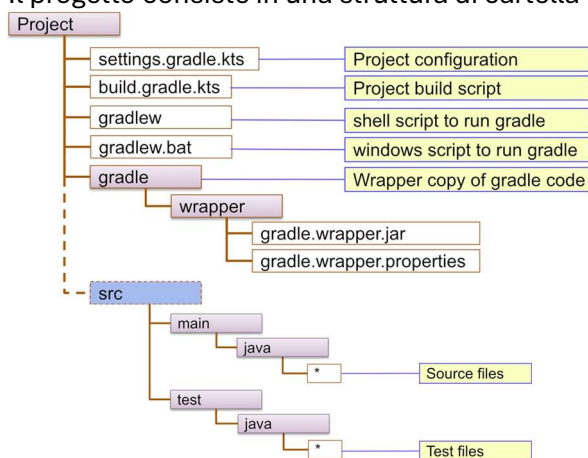 Il progetto consiste in una struttura di cartella
Project
settings.gradle.kts Project configuration
build.gradle.kts Project build script
gradlew shell script to run gradle
gradlew.bat windows script to run gradle
gradle Wrapper copy of gradle code
wrapper
gradle.wrapper.jar
gradle.wrapper.properties
src
main
java
* Source files
test
java
* Test files